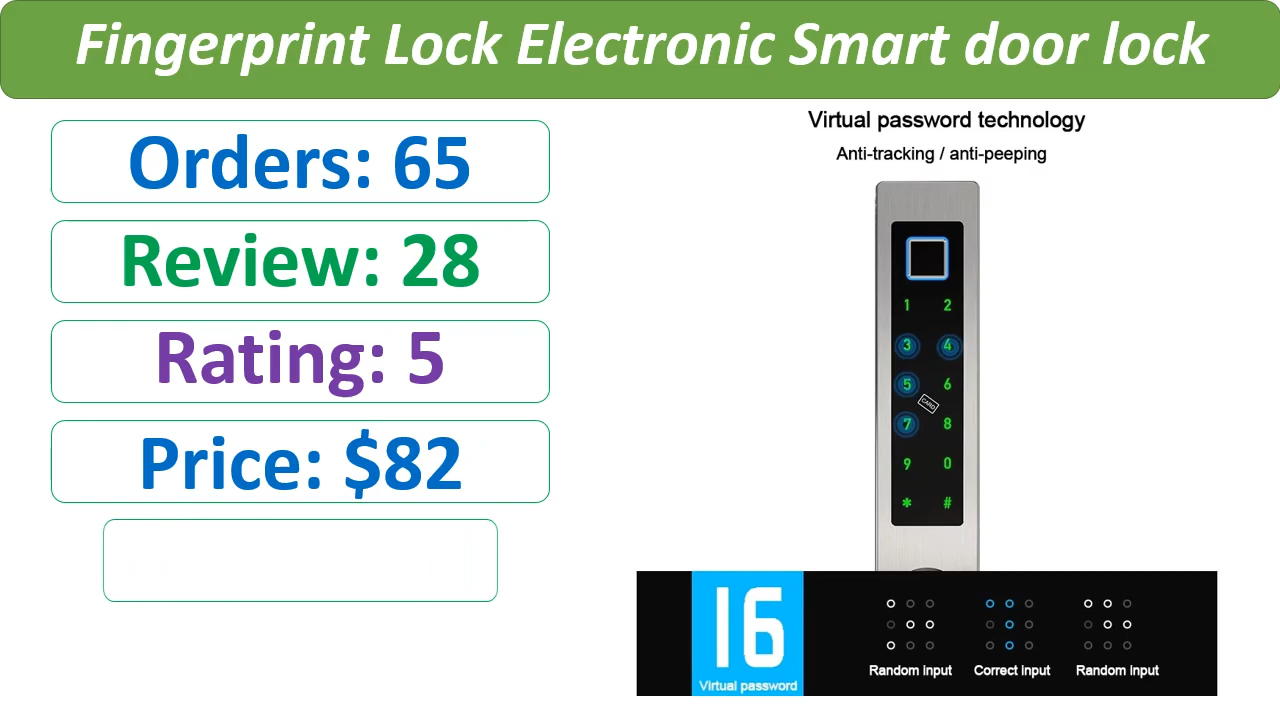 Fingerprint Lock Electronic Smart door lock
Orders: 65
Review: 28
Rating: 5
Price: $82
Virtual password technology
Anti-tracking / anti-peeping
1 2
3 4
5 6
CARD
7 8
9 0
* #
16
Virtual password
Random input Correct input Random input